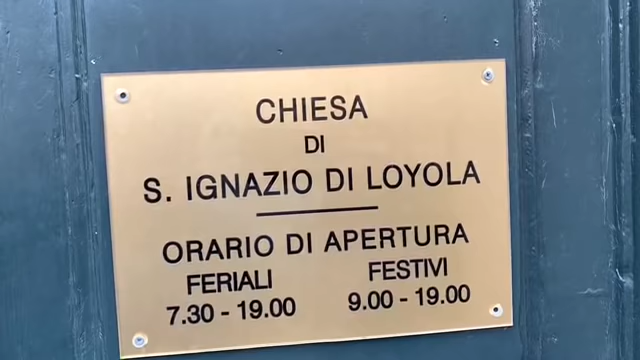 CHIESA
DI
S. IGNAZIO DI LOYOLA
ORARIO DI APERTURA
FERIALI FESTIVI
7.30 - 19.00 9.00 - 19.00